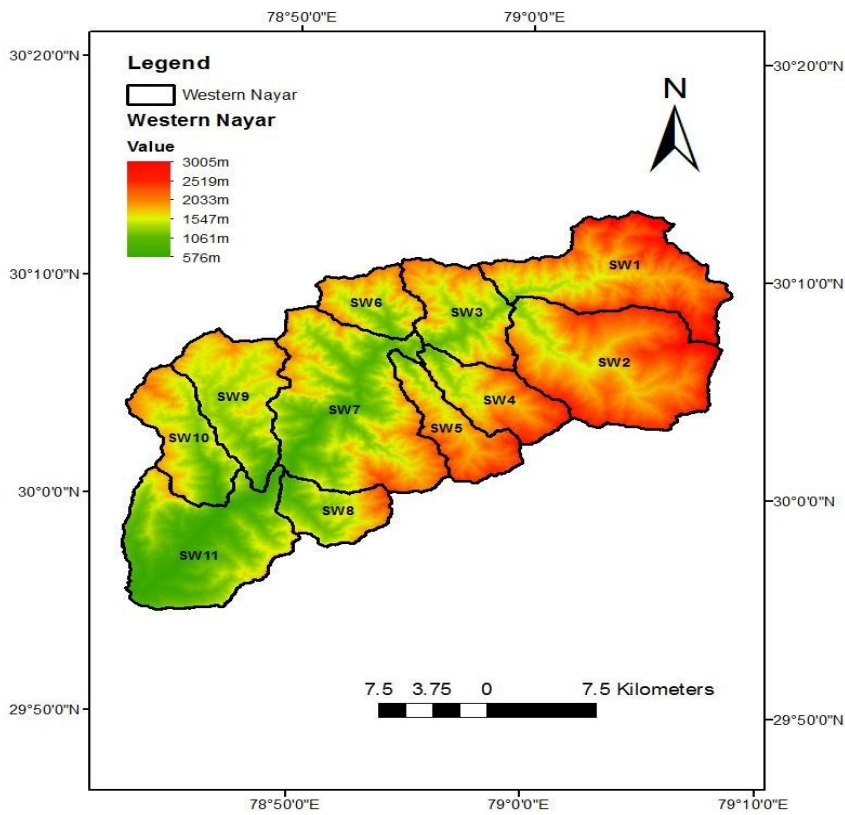 78°50'0"E 79°0'0"E
30°20'0"N
30°20'0"N
Legend
Western Nayar
Western Nayar
Value
3005m
2519m
2033m
1547m
1061m
576m
N
30°10'0"N
30°10'0"N
SW1
SW6
SW3
SW2
SW9
SW4
SW7
SW5
SW10
30°0'0"N
30°0'0"N
SW8
SW11
7.5 3.75 0 7.5 Kilometers
29°50'0"N
29°50'0"N
78°50'0"E 79°0'0"E 79°10'0"E